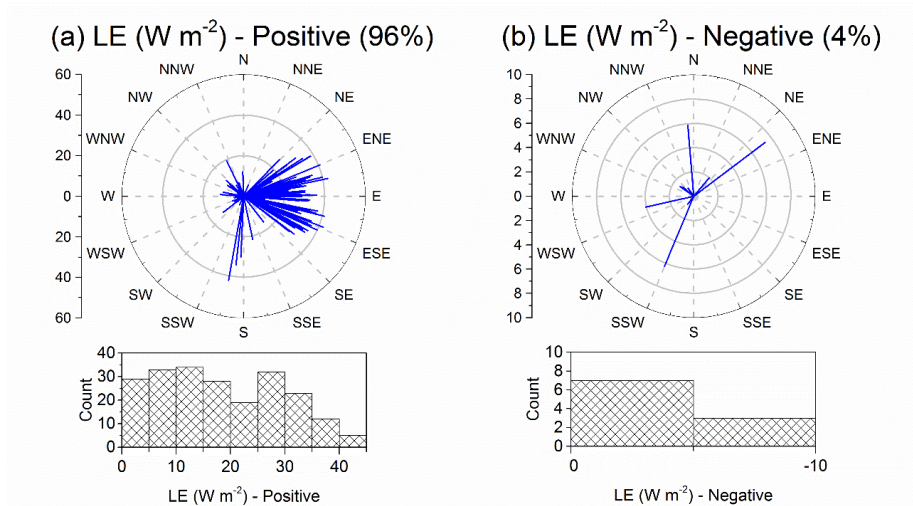 (a) LE (W m⁻²) - Positive (96%)
60
40
20
0
20
40
60
N
NNE
NE
ENE
E
ESE
SE
SSE
S
SSW
SW
WSW
W
WNW
NW
NNW
Count
40
30
20
10
0
0
10
20
30
40
LE (W m⁻²) - Positive
(b) LE (W m⁻²) - Negative (4%)
10
8
6
4
2
0
2
4
6
8
10
N
NNE
NE
ENE
E
ESE
SE
SSE
S
SSW
SW
WSW
W
WNW
NW
NNW
Count
10
8
6
4
2
0
0
-10
LE (W m⁻²) - Negative